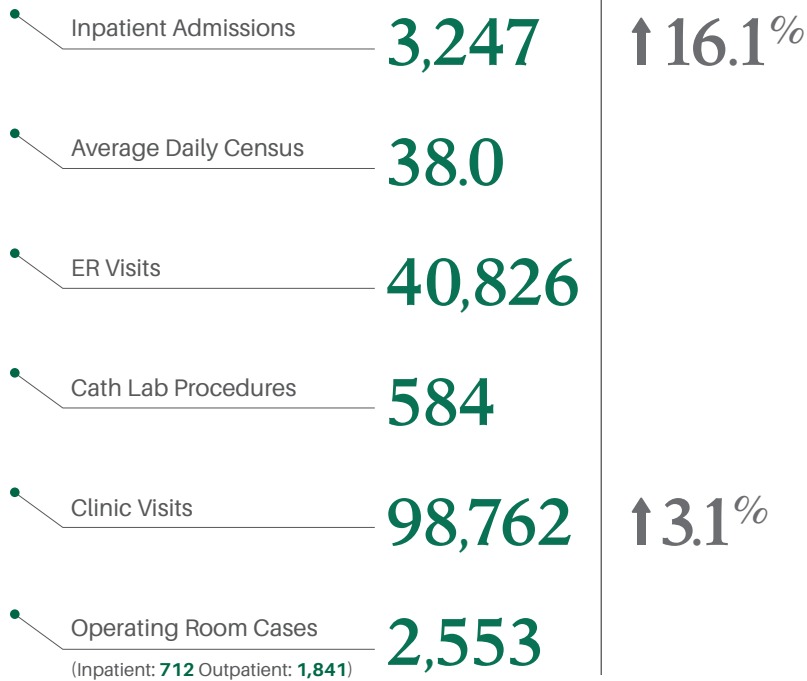 Inpatient Admissions 3,247 16.1%
Average Daily Census 38.0
ER Visits 40,826
Cath Lab Procedures 584
Clinic Visits 98,762 3.1%
Operating Room Cases 2,553
(Inpatient: 712 Outpatient: 1,841)